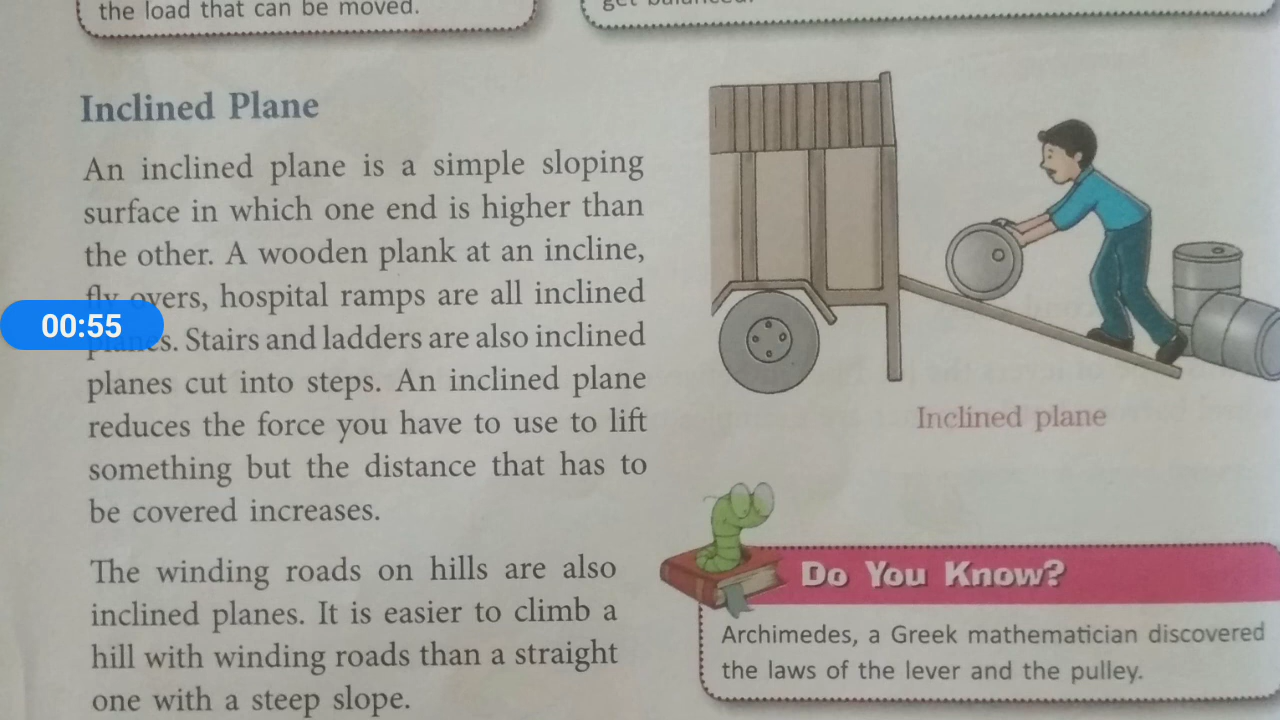 the load that can be moved.
get balanced.
Inclined Plane
An inclined plane is a simple sloping
surface in which one end is higher than
the other. A wooden plank at an incline,
fly overs, hospital ramps are all inclined
planes. Stairs and ladders are also inclined
planes cut into steps. An inclined plane
reduces the force you have to use to lift
something but the distance that has to
be covered increases.
The winding roads on hills are also
inclined planes. It is easier to climb a
hill with winding roads than a straight
one with a steep slope.
00:55
Inclined plane
Do You Know?
Archimedes, a Greek mathematician discovered
the laws of the lever and the pulley.